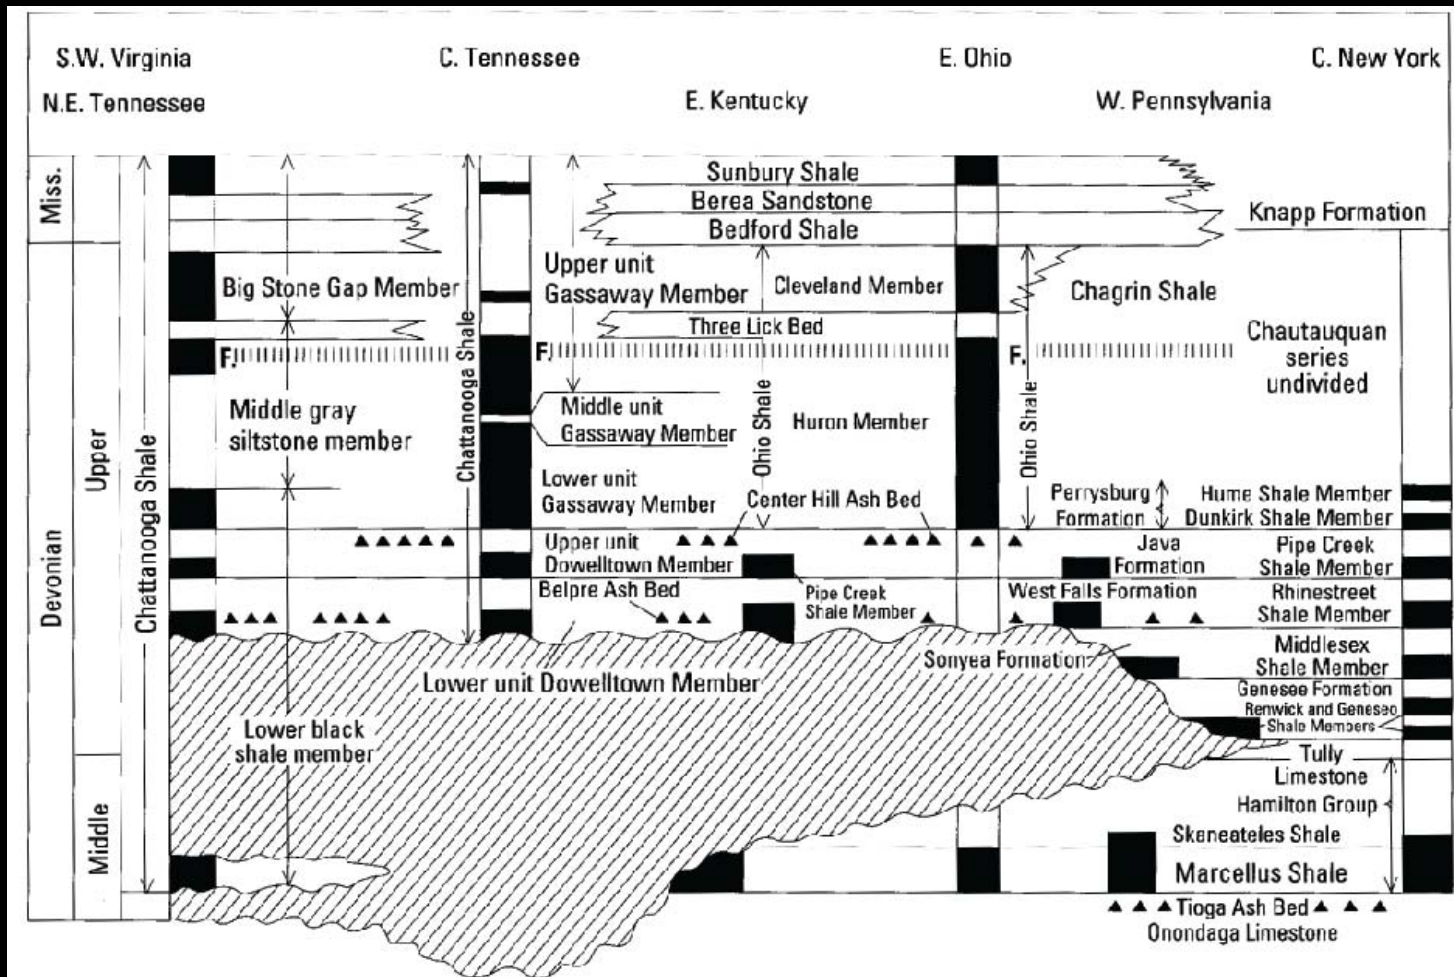 S.W. Virginia
C. Tennessee
E. Ohio
C. New York
N.E. Tennessee
E. Kentucky
W. Pennsylvania
Miss.
Devonian
Upper
Middle
Chattanooga Shale
Big Stone Gap Member
F.
Middle gray
siltstone member
Lower black
shale member
Chattanooga Shale
Upper unit
Gassaway Member
F.
Middle unit
Gassaway Member
Lower unit
Gassaway Member
Upper unit
Dowelltown Member
Belpre Ash Bed
Lower unit Dowelltown Member
Sunbury Shale
Berea Sandstone
Bedford Shale
Cleveland Member
Three Lick Bed
Ohio Shale
Huron Member
Center Hill Ash Bed
Pipe Creek
Shale Member
Ohio Shale
F.
Chagrin Shale
Perrysburg
Formation
Java
Formation
West Falls Formation
Sonyea Formation
Knapp Formation
Chautauquan
series
undivided
Hume Shale Member
Dunkirk Shale Member
Pipe Creek
Shale Member
Rhinestreet
Shale Member
Middlesex
Shale Member
Genesee Formation
Renwick and Geneseo
Shale Members
Tully
Limestone
Hamilton Group
Skaneateles Shale
Marcellus Shale
Tioga Ash Bed
Onondaga Limestone